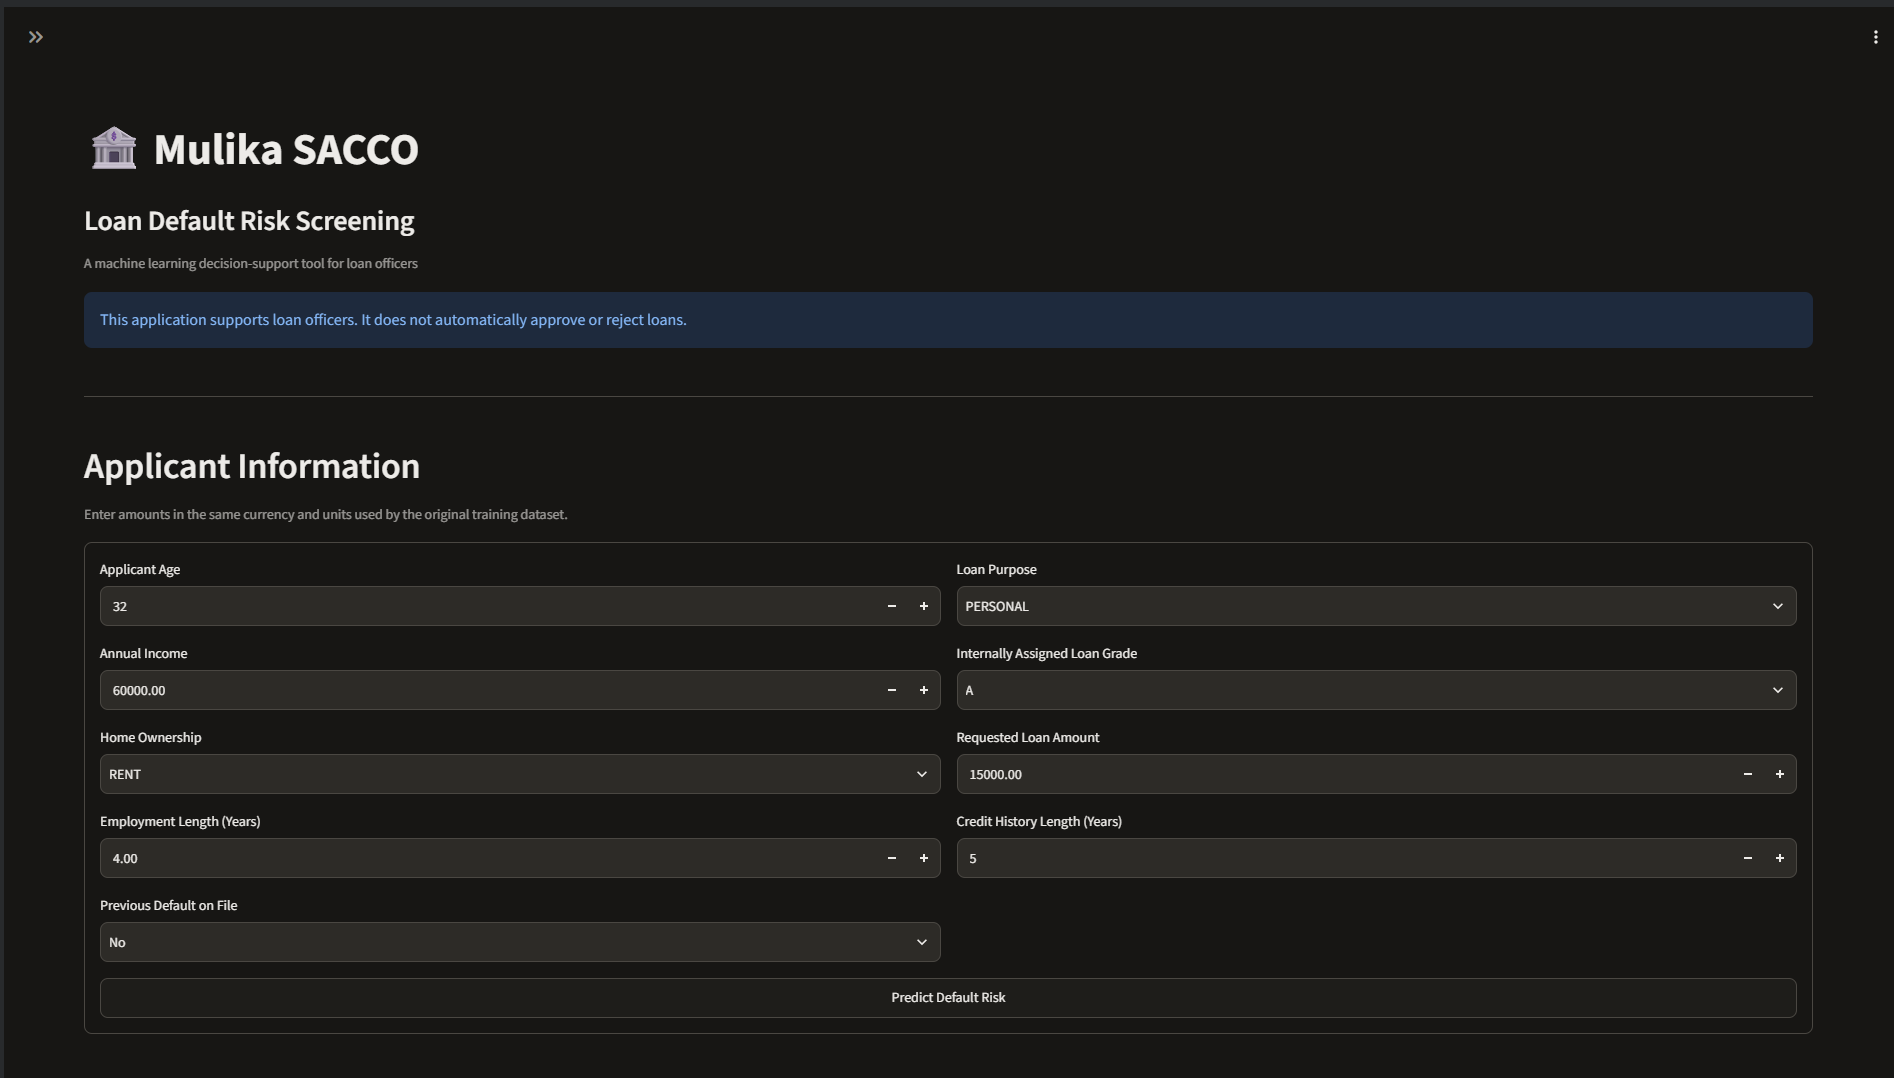 Mulika SACCO
Loan Default Risk Screening
A machine learning decision-support tool for loan officers
This application supports loan officers. It does not automatically approve or reject loans.
Applicant Information
Enter amounts in the same currency and units used by the original training dataset.
Applicant Age
32
Loan Purpose
PERSONAL
Annual Income
60000.00
Internally Assigned Loan Grade
A
Home Ownership
RENT
Requested Loan Amount
15000.00
Employment Length (Years)
4.00
Credit History Length (Years)
5
Previous Default on File
No
Predict Default Risk